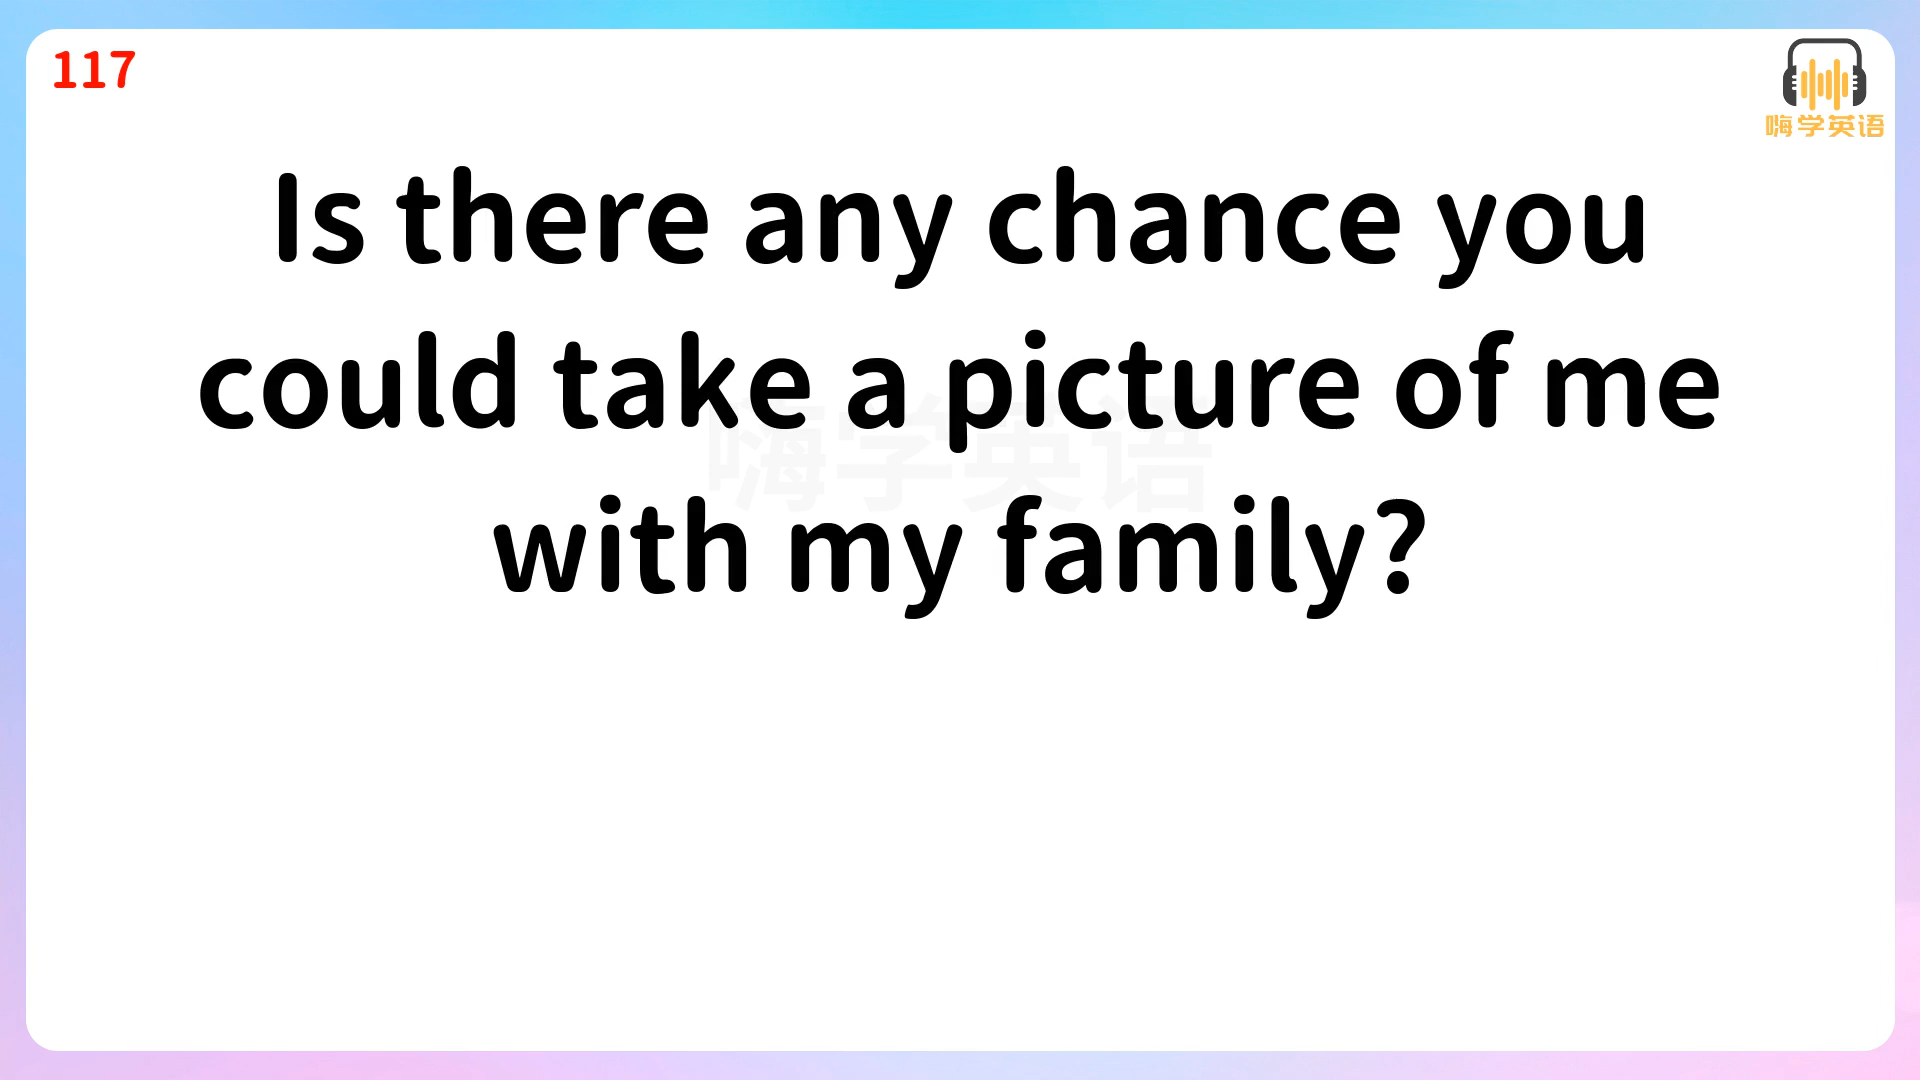 117
嗨学英语
Is there any chance you
could take a picture of me
with my family?
嗨学英语